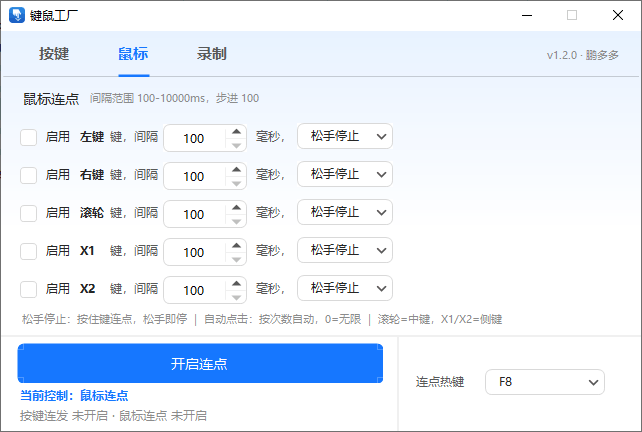 键鼠工厂
按键 鼠标 录制 v1.2.0 · 鹏多多
鼠标连点 间隔范围 100-10000ms，步进 100
启用 左键 键，间隔 100 毫秒， 松手停止
启用 右键 键，间隔 100 毫秒， 松手停止
启用 滚轮 键，间隔 100 毫秒， 松手停止
启用 X1 键，间隔 100 毫秒， 松手停止
启用 X2 键，间隔 100 毫秒， 松手停止
松手停止：按住键连点，松手即停 | 自动点击：按次数自动，0=无限 | 滚轮=中键，X1/X2=侧键
开启连点
当前控制：鼠标连点
按键连发 未开启 · 鼠标连点 未开启
连点热键 F8